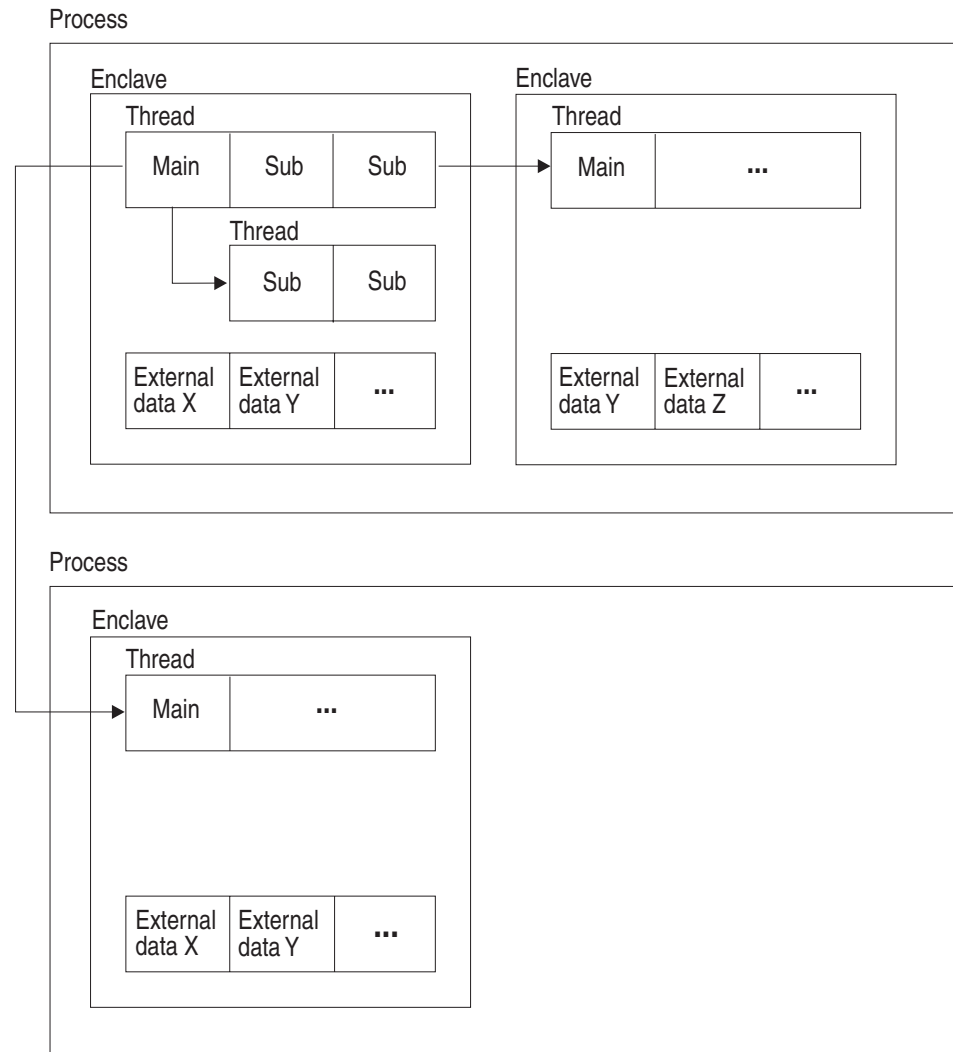 Process
Enclave
Enclave
Thread
Thread
Main Sub Sub
Main ...
Thread
Sub Sub
External
data X
External
data Y
...
External
data Y
External
data Z
...
Process
Enclave
Thread
Main ...
External
data X
External
data Y
...